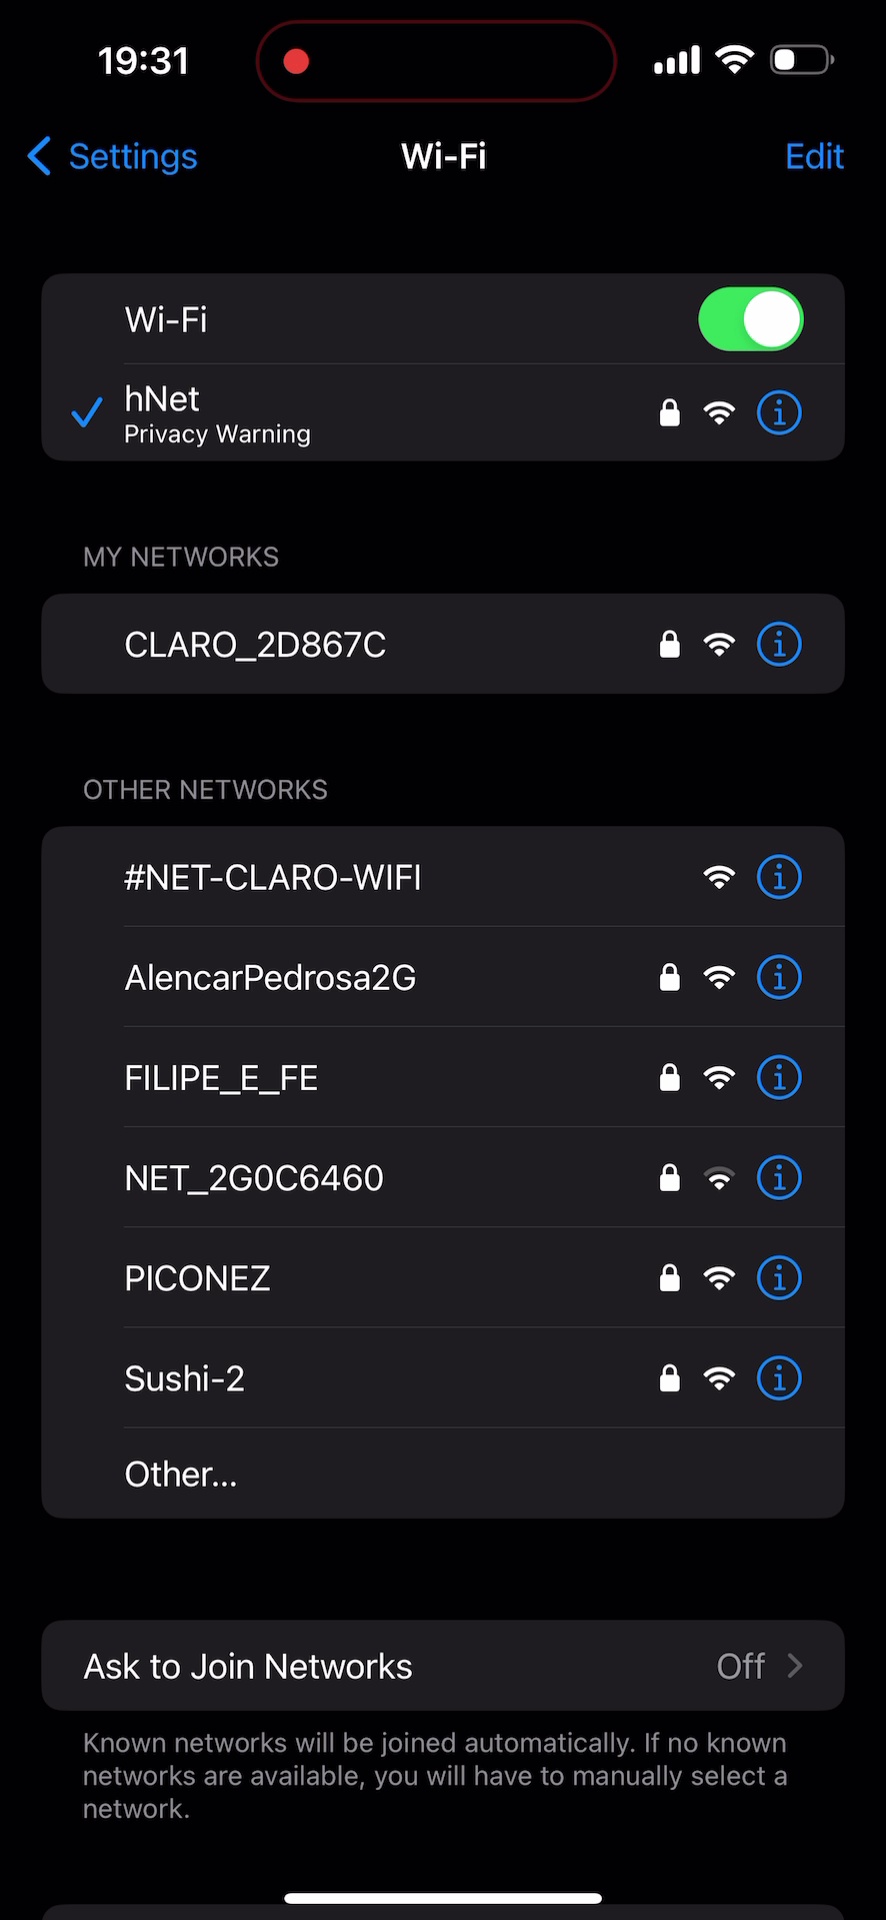 19:31
Settings
Wi-Fi
Edit
Wi-Fi
hNet
Privacy Warning
MY NETWORKS
CLARO_2D867C
OTHER NETWORKS
#NET-CLARO-WIFI
AlencarPedrosa2G
FILIPE_E_FE
NET_2G0C6460
PICONEZ
Sushi-2
Other...
Ask to Join Networks
Off
Known networks will be joined automatically. If no known
networks are available, you will have to manually select a
network.